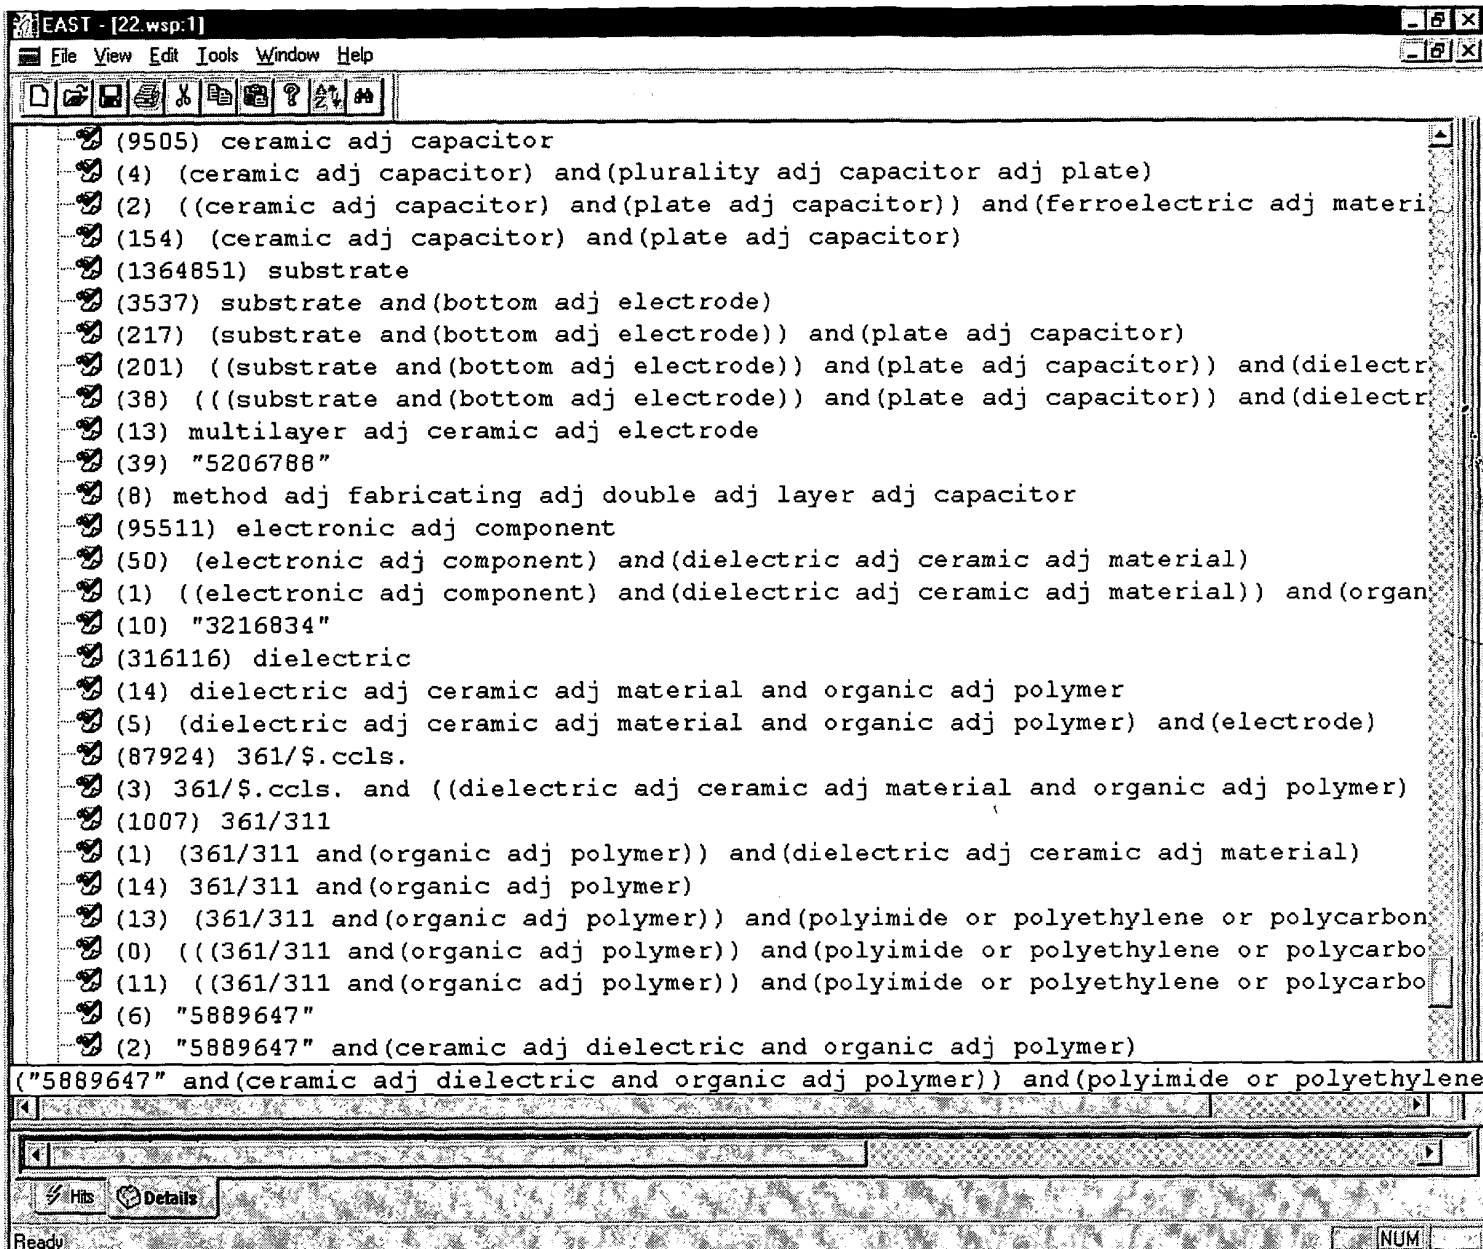 EAST - [22.wsp:1]
File View Edit Tools Window Help
(9505) ceramic adj capacitor
(4) (ceramic adj capacitor) and(plurality adj capacitor adj plate)
(2) ((ceramic adj capacitor) and(plate adj capacitor)) and(ferroelectric adj materi
(154) (ceramic adj capacitor) and(plate adj capacitor)
(1364851) substrate
(3537) substrate and(bottom adj electrode)
(217) (substrate and(bottom adj electrode)) and(plate adj capacitor)
(201) ((substrate and(bottom adj electrode)) and(plate adj capacitor)) and(dielectr
(38) (((substrate and(bottom adj electrode)) and(plate adj capacitor)) and(dielectr
(13) multilayer adj ceramic adj electrode
(39) "5206788"
(8) method adj fabricating adj double adj layer adj capacitor
(95511) electronic adj component
(50) (electronic adj component) and(dielectric adj ceramic adj material)
(1) ((electronic adj component) and(dielectric adj ceramic adj material)) and(organ
(10) "3216834"
(316116) dielectric
(14) dielectric adj ceramic adj material and organic adj polymer
(5) (dielectric adj ceramic adj material and organic adj polymer) and(electrode)
(87924) 361/$.ccls.
(3) 361/$.ccls. and ((dielectric adj ceramic adj material and organic adj polymer)
(1007) 361/311
(1) (361/311 and(organic adj polymer)) and(dielectric adj ceramic adj material)
(14) 361/311 and(organic adj polymer)
(13) (361/311 and(organic adj polymer)) and(polyimide or polyethylene or polycarbon
(0) (((361/311 and(organic adj polymer)) and(polyimide or polyethylene or polycarbo
(11) ((361/311 and(organic adj polymer)) and(polyimide or polyethylene or polycarbo
(6) "5889647"
(2) "5889647" and(ceramic adj dielectric and organic adj polymer)
("5889647" and(ceramic adj dielectric and organic adj polymer)) and(polyimide or polyethylene
Hits Details
Ready NUM